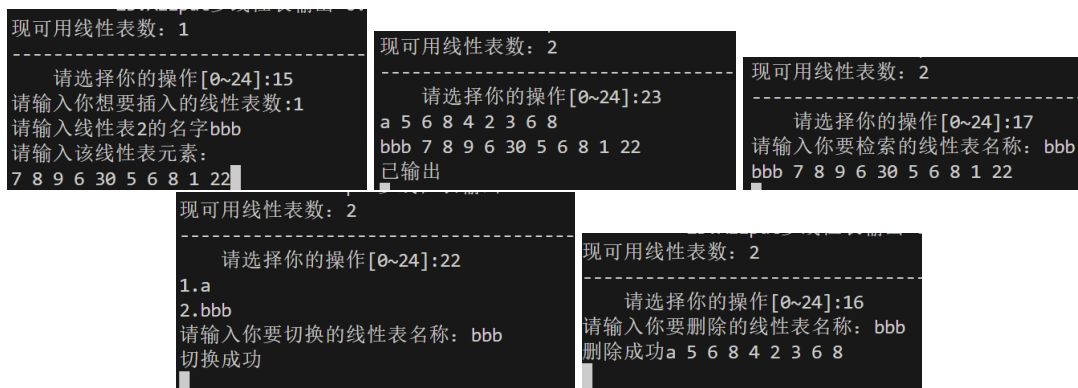 现可用线性表数：1
------------------------------------
请选择你的操作[0~24]:15
请输入你想要插入的线性表数:1
请输入线性表2的名字bbb
请输入该线性表元素：
7 8 9 6 30 5 6 8 1 22
现可用线性表数：2
------------------------------------
请选择你的操作[0~24]:23
a 5 6 8 4 2 3 6 8
bbb 7 8 9 6 30 5 6 8 1 22
已输出
现可用线性表数：2
------------------------------------
请选择你的操作[0~24]:17
请输入你要检索的线性表名称：bbb
bbb 7 8 9 6 30 5 6 8 1 22
现可用线性表数：2
------------------------------------
请选择你的操作[0~24]:22
1.a
2.bbb
请输入你要切换的线性表名称：bbb
切换成功
现可用线性表数：2
------------------------------------
请选择你的操作[0~24]:16
请输入你要删除的线性表名称：bbb
删除成功a 5 6 8 4 2 3 6 8